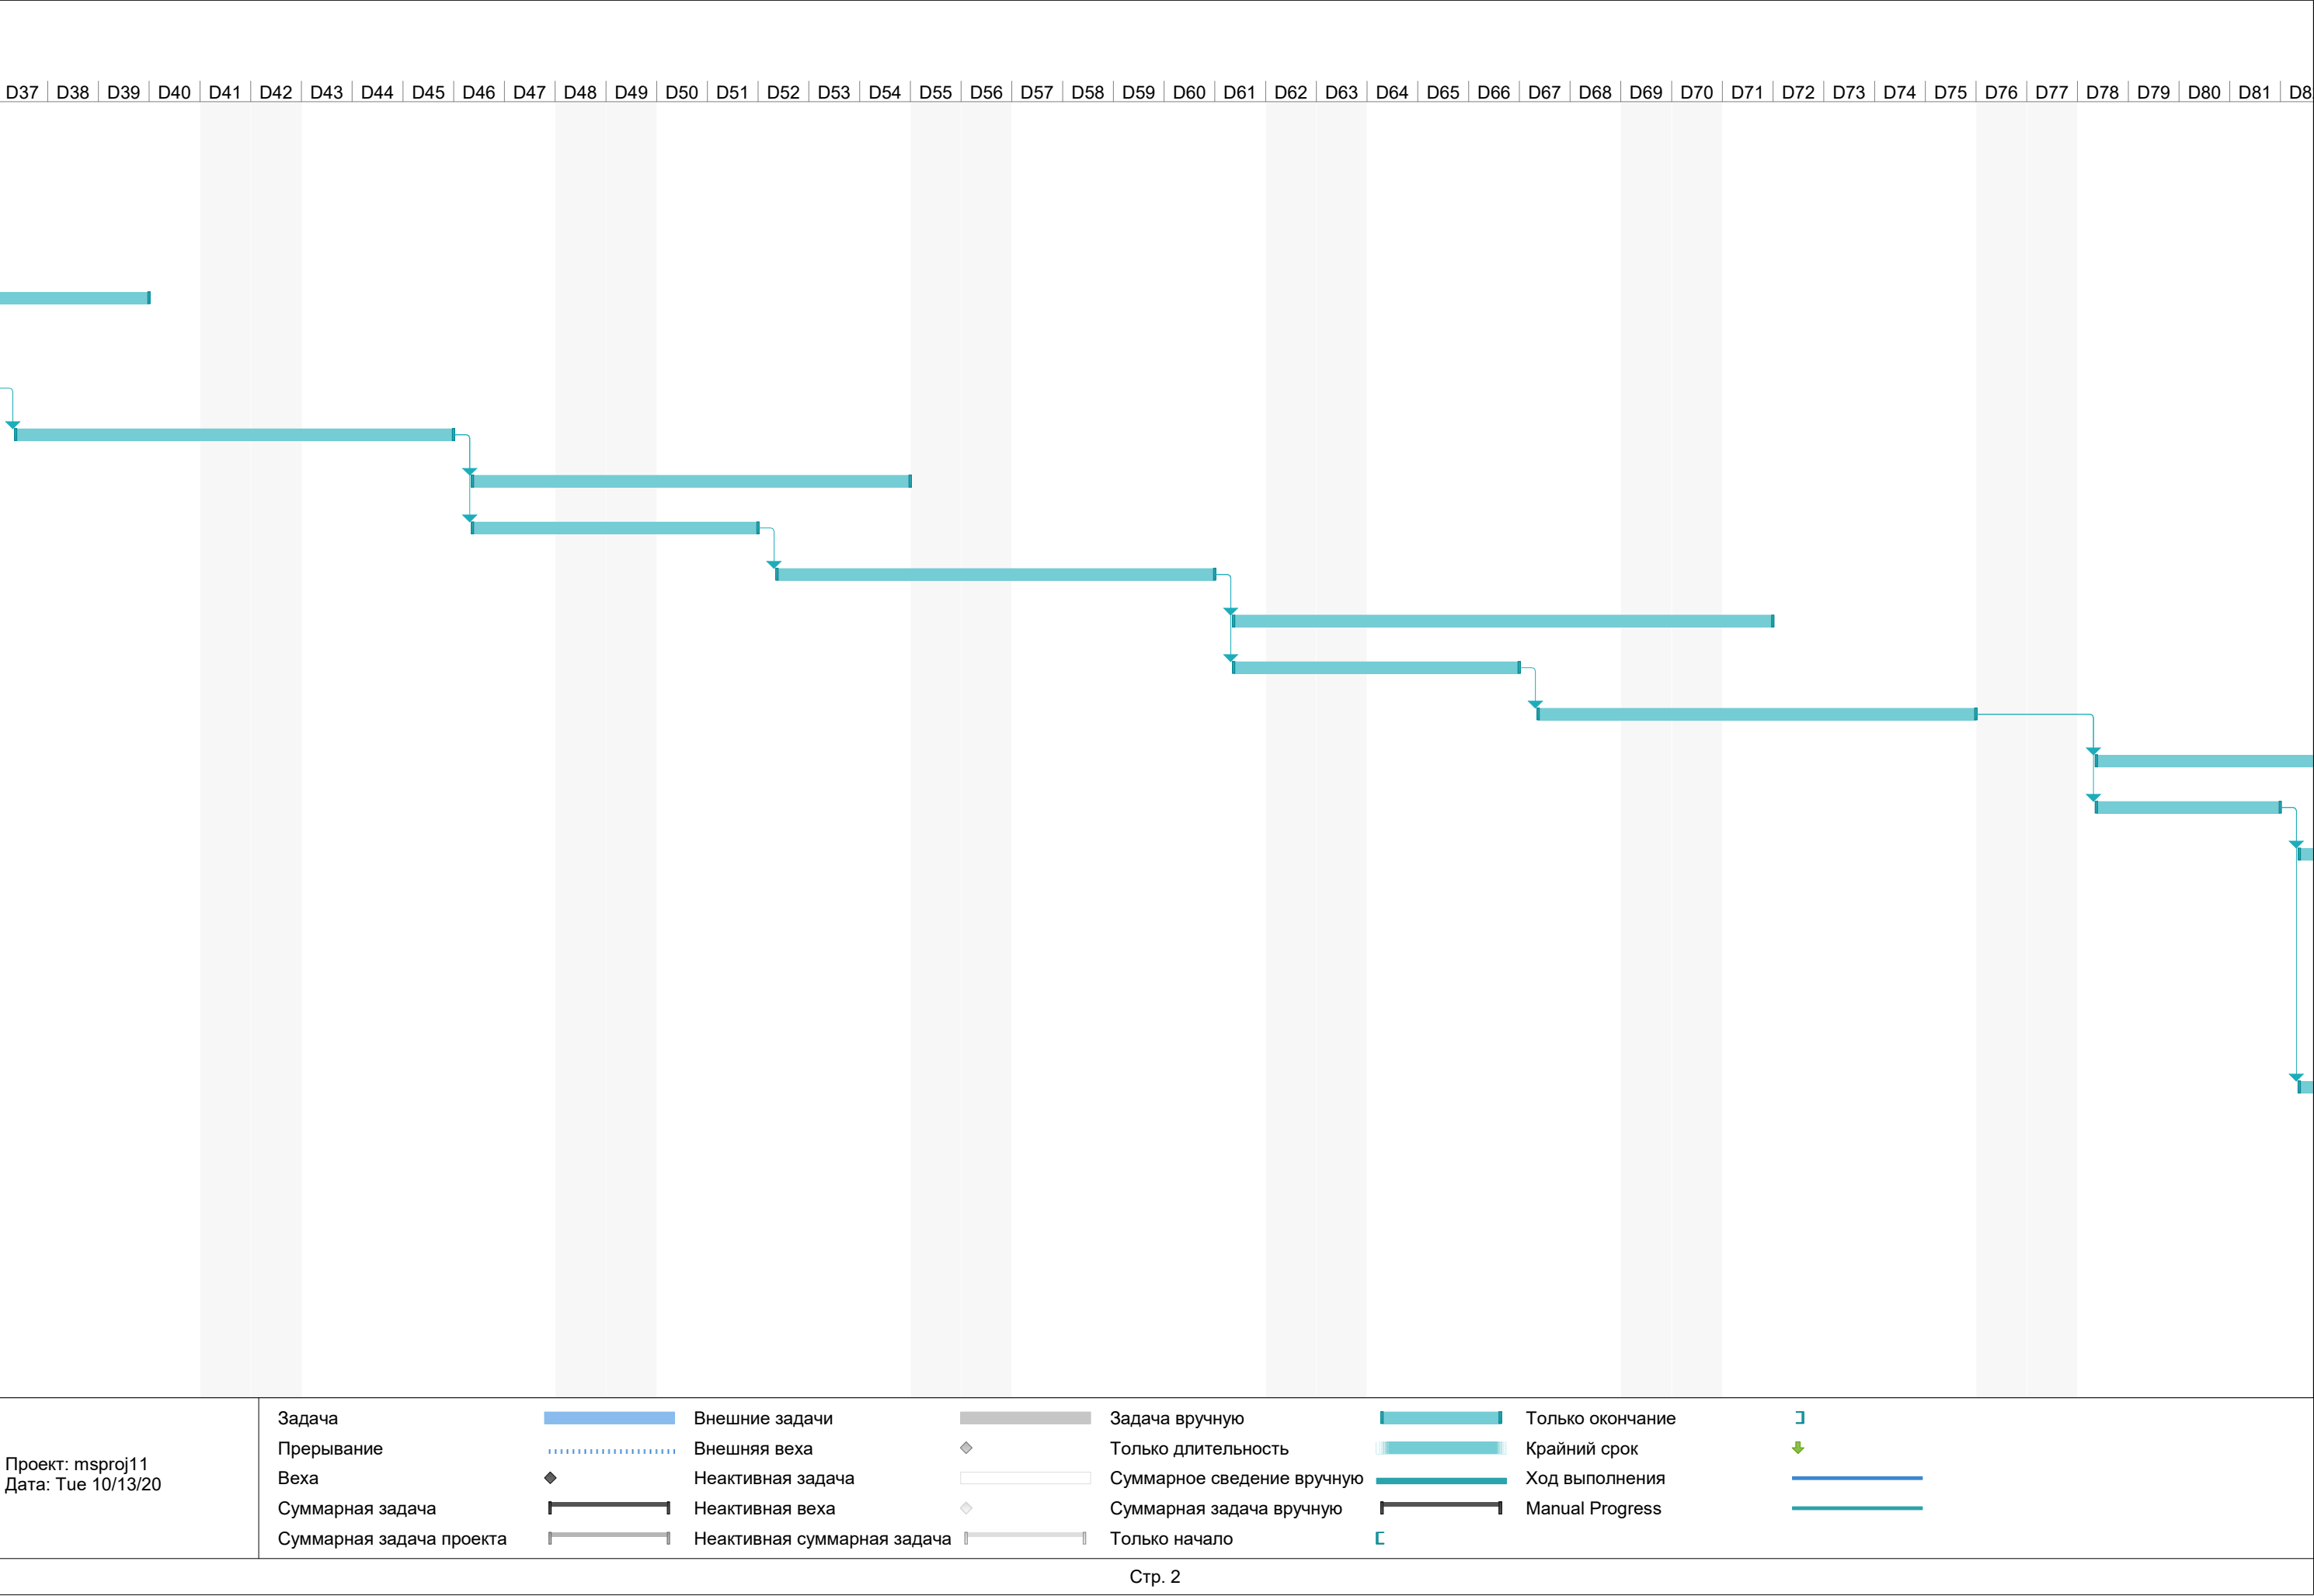 D37 D38 D39 D40 D41 D42 D43 D44 D45 D46 D47 D48 D49 D50 D51 D52 D53 D54 D55 D56 D57 D58 D59 D60 D61 D62 D63 D64 D65 D66 D67 D68 D69 D70 D71 D72 D73 D74 D75 D76 D77 D78 D79 D80 D81
Проект: msproj11
Дата: Tue 10/13/20
Задача
Прерывание
Веха
Суммарная задача
Суммарная задача проекта
Внешние задачи
Внешняя веха
Неактивная задача
Неактивная веха
Неактивная суммарная задача
Задача вручную
Только длительность
Суммарное сведение вручную
Суммарная задача вручную
Только начало
Только окончание
Крайний срок
Ход выполнения
Manual Progress
Стр. 2